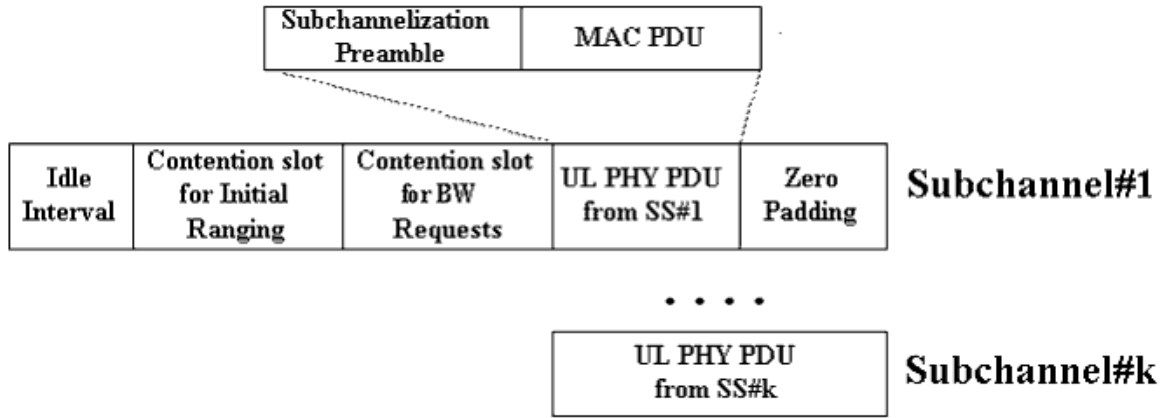 Subchannelization
Preamble
MAC PDU
Idle
Interval
Contention slot
for Initial
Ranging
Contention slot
for BW
Requests
UL PHY PDU
from SS#1
Zero
Padding
Subchannel#1
UL PHY PDU
from SS#k
Subchannel#k